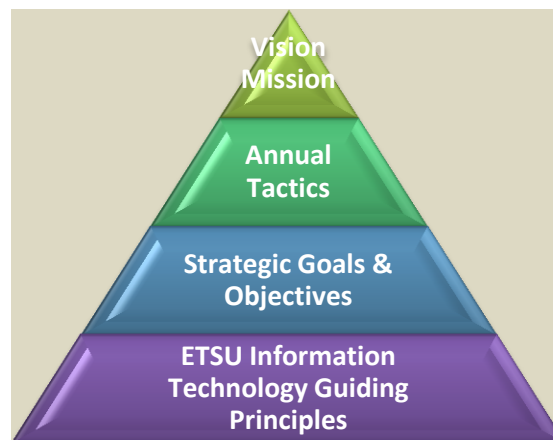 Vision
Mission
Annual
Tactics
Strategic Goals &
Objectives
ETSU Information
Technology Guiding
Principles